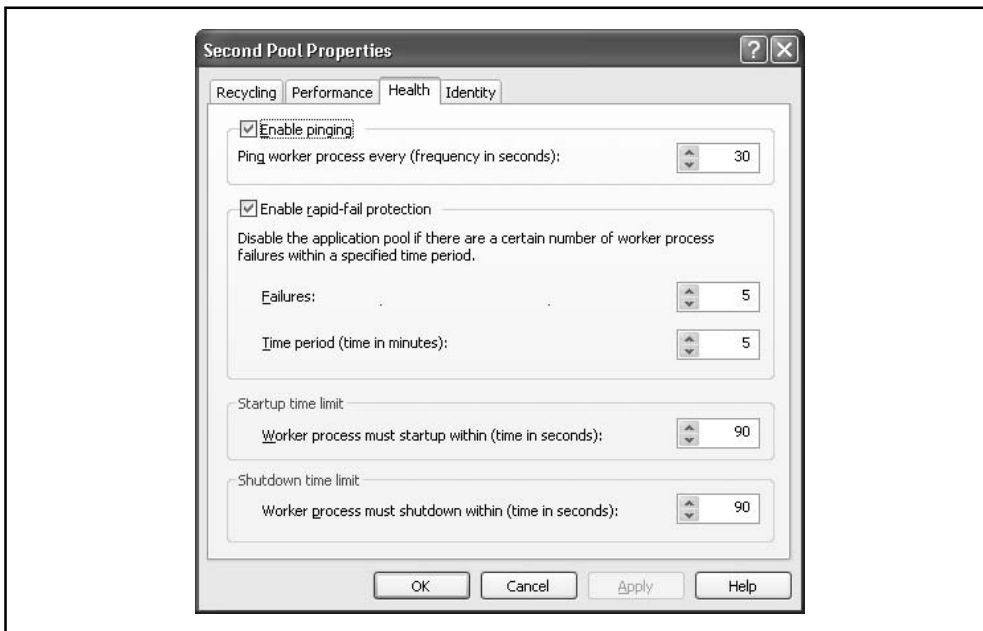 Second Pool Properties
Recycling Performance Health Identity
Enable pinging
Ping worker process every (frequency in seconds): 30
Enable rapid-fail protection
Disable the application pool if there are a certain number of worker process
failures within a specified time period.
Failures: 5
Time period (time in minutes): 5
Startup time limit
Worker process must startup within (time in seconds): 90
Shutdown time limit
Worker process must shutdown within (time in seconds): 90
OK Cancel Apply Help